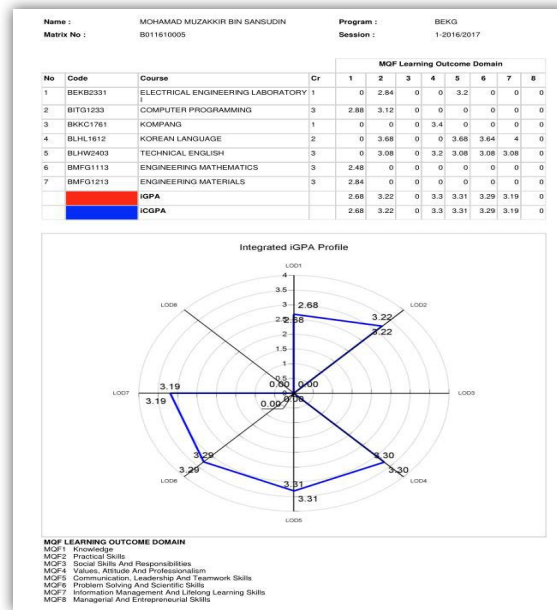 Name : MOHAMAD MUZAKKIR BIN SANSUDIN Program : BEKG
Matrix No : B011610005 Session : 1-2016/2017
MQF Learning Outcome Domain
No Code Course Cr 1 2 3 4 5 6 7 8
1 BEKB2331 ELECTRICAL ENGINEERING LABORATORY I 1 0 2.84 0 0 3.2 0 0 0
2 BITG1233 COMPUTER PROGRAMMING 3 2.88 3.12 0 0 0 0 0 0
3 BKKC1761 KOMPANG 1 0 0 0 3.4 0 0 0 0
4 BLHL1612 KOREAN LANGUAGE 2 0 3.68 0 0 3.68 3.64 4 0
5 BLHW2403 TECHNICAL ENGLISH 3 0 3.08 0 3.2 3.08 3.08 3.08 0
6 BMFG1113 ENGINEERING MATHEMATICS 3 2.48 0 0 0 0 0 0 0
7 BMFG1213 ENGINEERING MATERIALS 3 2.84 0 0 0 0 0 0 0
iGPA 2.68 3.22 0 3.3 3.31 3.29 3.19 0
iCGPA 2.68 3.22 0 3.3 3.31 3.29 3.19 0
Integrated iGPA Profile
LOD1
4
3.5
3 2.68
2.5 2.68
2
1.5
1
0.5
0
LOD8
LOD2
3.22
3.22
0.00 0.00
0.00 0.00
LOD7
3.19
3.19
LOD3
3.29
3.29
LOD6
3.30
3.30
LOD4
3.31
3.31
LOD5
MQF LEARNING OUTCOME DOMAIN
MQF1 Knowledge
MQF2 Practical Skills
MQF3 Social Skills And Responsibilities
MQF4 Values, Attitude And Professionalism
MQF5 Communication, Leadership And Teamwork Skills
MQF6 Problem Solving And Scientific Skills
MQF7 Information Management And Lifelong Learning Skills
MQF8 Managerial And Entrepreneurial Skills